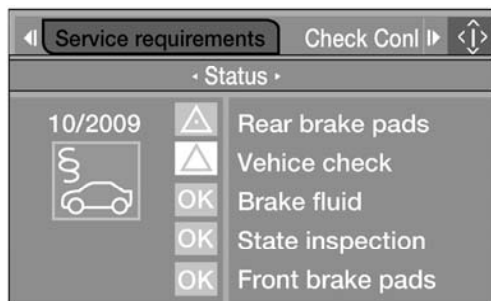 Service requirements Check Conl
Status
10/2009 Rear brake pads
Vehice check
OK Brake fluid
OK State inspection
OK Front brake pads